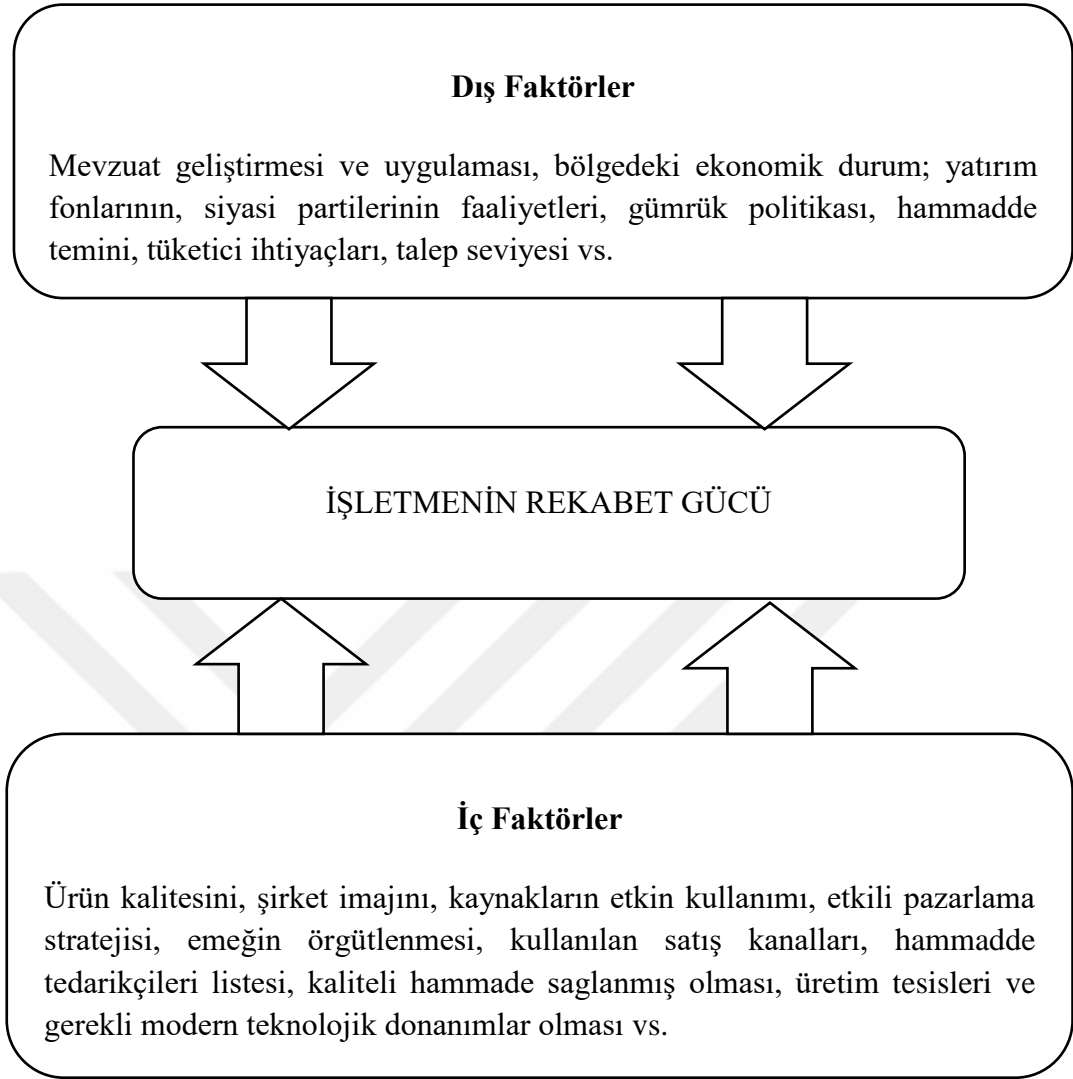 Dış Faktörler
Mevzuat geliştirmesi ve uygulaması, bölgedeki ekonomik durum; yatırım
fonlarının, siyasi partilerinin faaliyetleri, gümrük politikası, hammadde
temini, tüketici ihtiyaçları, talep seviyesi vs.
İŞLETMENİN REKABET GÜCÜ
İç Faktörler
Ürün kalitesini, şirket imajını, kaynakların etkin kullanımı, etkili pazarlama
stratejisi, emeğin örgütlenmesi, kullanılan satış kanalları, hammadde
tedarikçileri listesi, kaliteli hammade saglanmış olması, üretim tesisleri ve
gerekli modern teknolojik donanımlar olması vs.